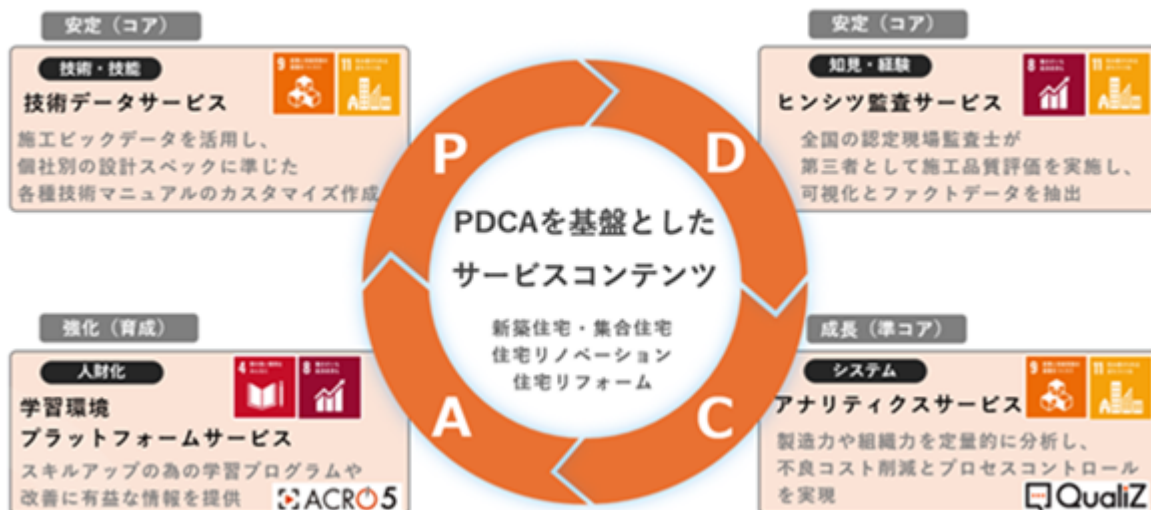 安定（コア）
技術・技能
9
11
技術データサービス
施工ビックデータを活用し、
個社別の設計スペックに準じた
各種技術マニュアルのカスタマイズ作成
安定（コア）
知見・経験
8
11
ヒンシツ監査サービス
全国の認定現場監査士が
第三者として施工品質評価を実施し、
可視化とファクトデータを抽出
P
D
PDCAを基盤とした
サービスコンテンツ
新築住宅・集合住宅
住宅リノベーション
住宅リフォーム
A
C
強化（育成）
人財化
4
8
学習環境
プラットフォームサービス
スキルアップの為の学習プログラムや
改善に有益な情報を提供
ACRO5
成長（準コア）
システム
9
11
アナリティクスサービス
製造力や組織力を定量的に分析し、
不良コスト削減とプロセスコントロール
を実現
QualiZ